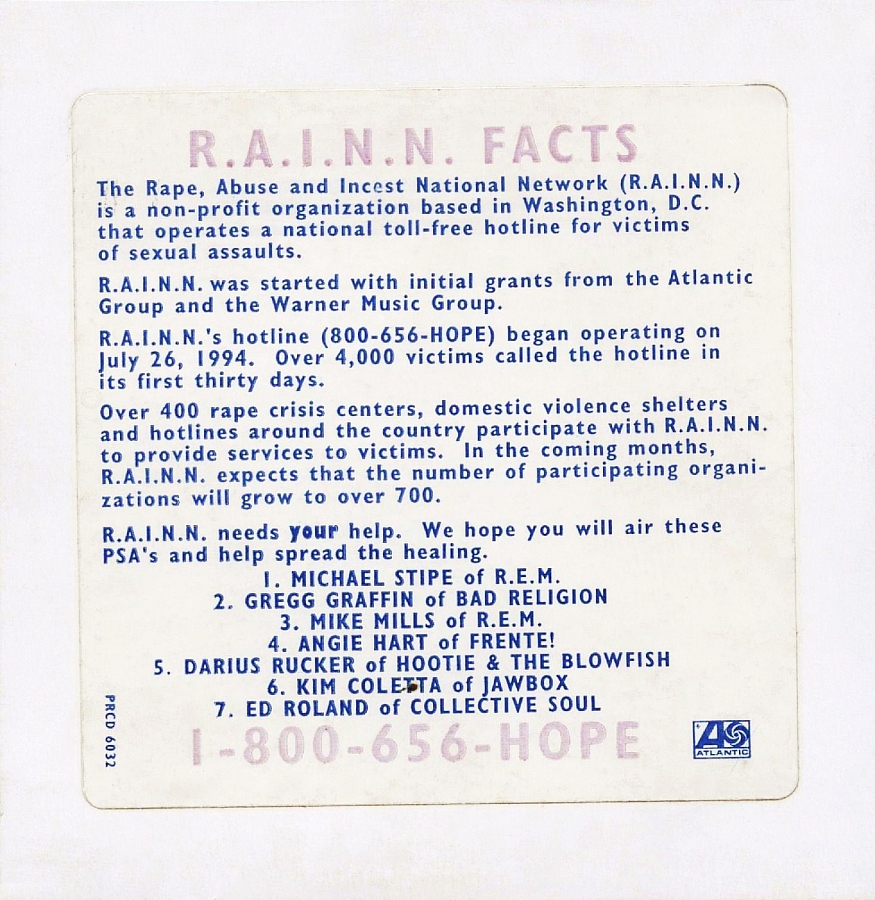 R.A.I.N.N. FACTS
The Rape, Abuse and Incest National Network (R.A.I.N.N.)
is a non-profit organization based in Washington, D.C.
that operates a national toll-free hotline for victims
of sexual assaults.
R.A.I.N.N. was started with initial grants from the Atlantic
Group and the Warner Music Group.
R.A.I.N.N.'s hotline (800-656-HOPE) began operating on
July 26, 1994.  Over 4,000 victims called the hotline in
its first thirty days.
Over 400 rape crisis centers, domestic violence shelters
and hotlines around the country participate with R.A.I.N.N.
to provide services to victims.  In the coming months,
R.A.I.N.N. expects that the number of participating organi-
zations will grow to over 700.
R.A.I.N.N. needs your help.  We hope you will air these
PSA's and help spread the healing.
1. MICHAEL STIPE of R.E.M.
2. GREGG GRAFFIN of BAD RELIGION
3. MIKE MILLS of R.E.M.
4. ANGIE HART of FRENTE!
5. DARIUS RUCKER of HOOTIE & THE BLOWFISH
6. KIM COLETTA of JAWBOX
7. ED ROLAND of COLLECTIVE SOUL
1-800-656-HOPE
PRCD 6032
ATLANTIC